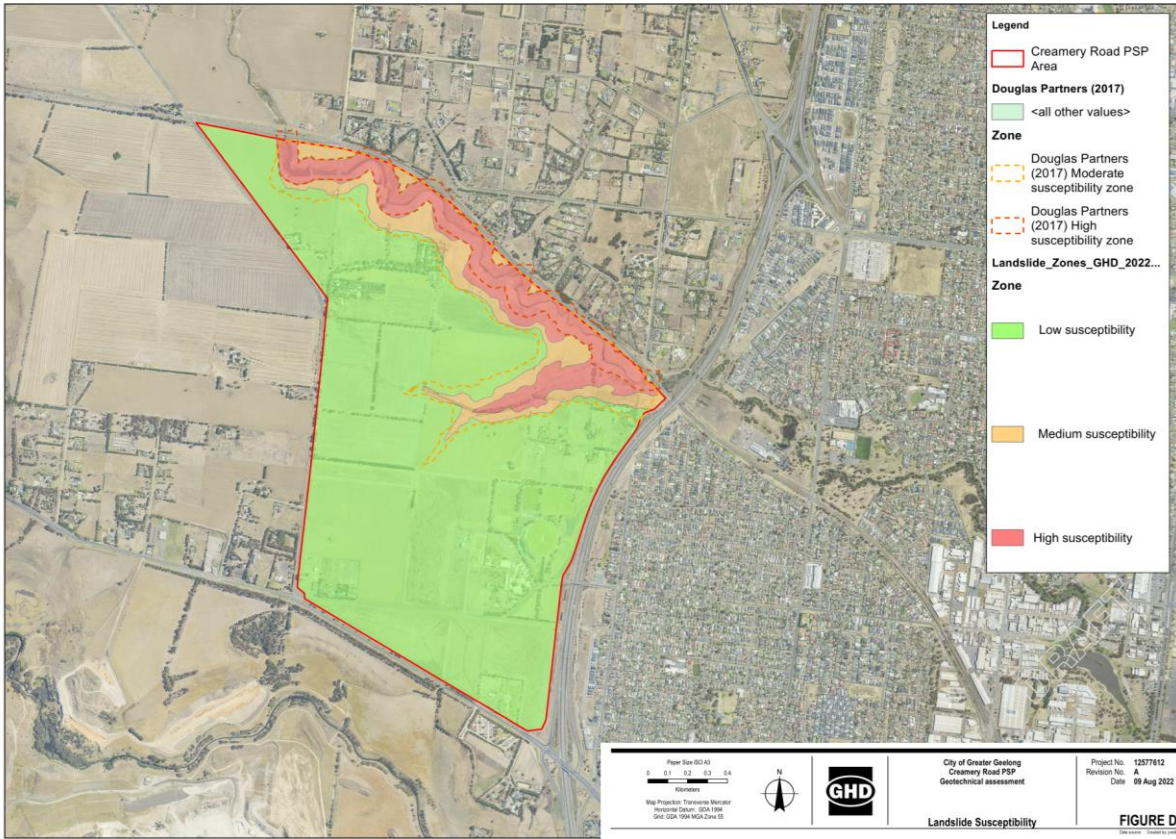 Legend
Creamery Road PSP
Area
Douglas Partners (2017)
<all other values>
Zone
Douglas Partners
(2017) Moderate
susceptibility zone
Douglas Partners
(2017) High
susceptibility zone
Landslide_Zones_GHD_2022...
Zone
Low susceptibility
Medium susceptibility
High susceptibility
Paper Size ISO A3
0 0.1 0.2 0.3 0.4
Kilometers
Map Projection: Transverse Mercator
Horizontal Datum: GDA 1994
Grid: GDA 1994 MGA Zone 55
N
GHD
City of Greater Geelong
Creamery Road PSP
Geotechnical assessment
Landslide Susceptibility
Project No. 12577612
Revision No. A
Date 09 Aug 2022
FIGURE D